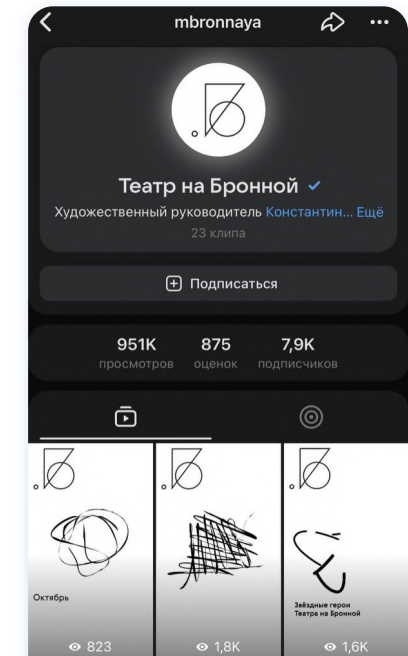 mbronnaya
Театр на Бронной
Художественный руководитель Константин... Ещё
23 клипа
Подписаться
951K 875 7,9K
просмотров оценок подписчиков
Октябрь
Звёздные герои
Театра на Бронной
823 1,8K 1,6K